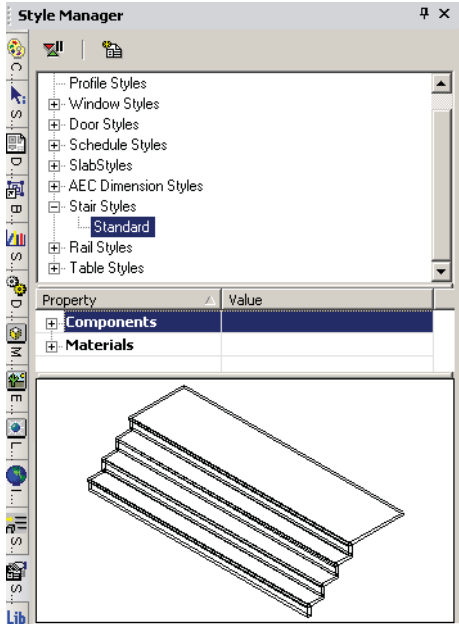 Style Manager
Profile Styles
Window Styles
Door Styles
Schedule Styles
SlabStyles
AEC Dimension Styles
Stair Styles
Standard
Rail Styles
Table Styles
Property Value
Components
Materials
C...
S...
D...
B...
S...
D...
M...
E...
L...
I...
S...
S...
Lib